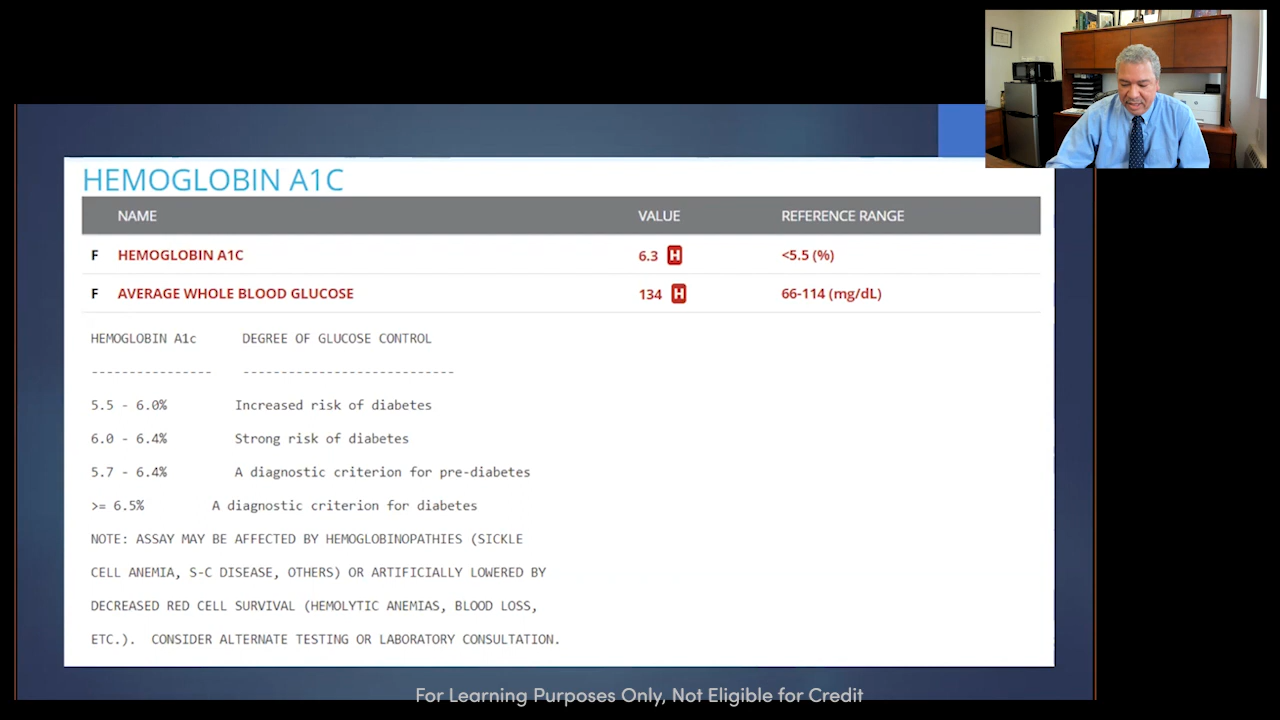 HEMOGLOBIN A1C
NAME VALUE REFERENCE RANGE
F HEMOGLOBIN A1C 6.3 H <5.5 (%)
F AVERAGE WHOLE BLOOD GLUCOSE 134 H 66-114 (mg/dL)
HEMOGLOBIN A1c DEGREE OF GLUCOSE CONTROL
---------------- ----------------------------
5.5 - 6.0% Increased risk of diabetes
6.0 - 6.4% Strong risk of diabetes
5.7 - 6.4% A diagnostic criterion for pre-diabetes
>= 6.5% A diagnostic criterion for diabetes
NOTE: ASSAY MAY BE AFFECTED BY HEMOGLOBINOPATHIES (SICKLE
CELL ANEMIA, S-C DISEASE, OTHERS) OR ARTIFICIALLY LOWERED BY
DECREASED RED CELL SURVIVAL (HEMOLYTIC ANEMIAS, BLOOD LOSS,
ETC.). CONSIDER ALTERNATE TESTING OR LABORATORY CONSULTATION.
For Learning Purposes Only, Not Eligible for Credit